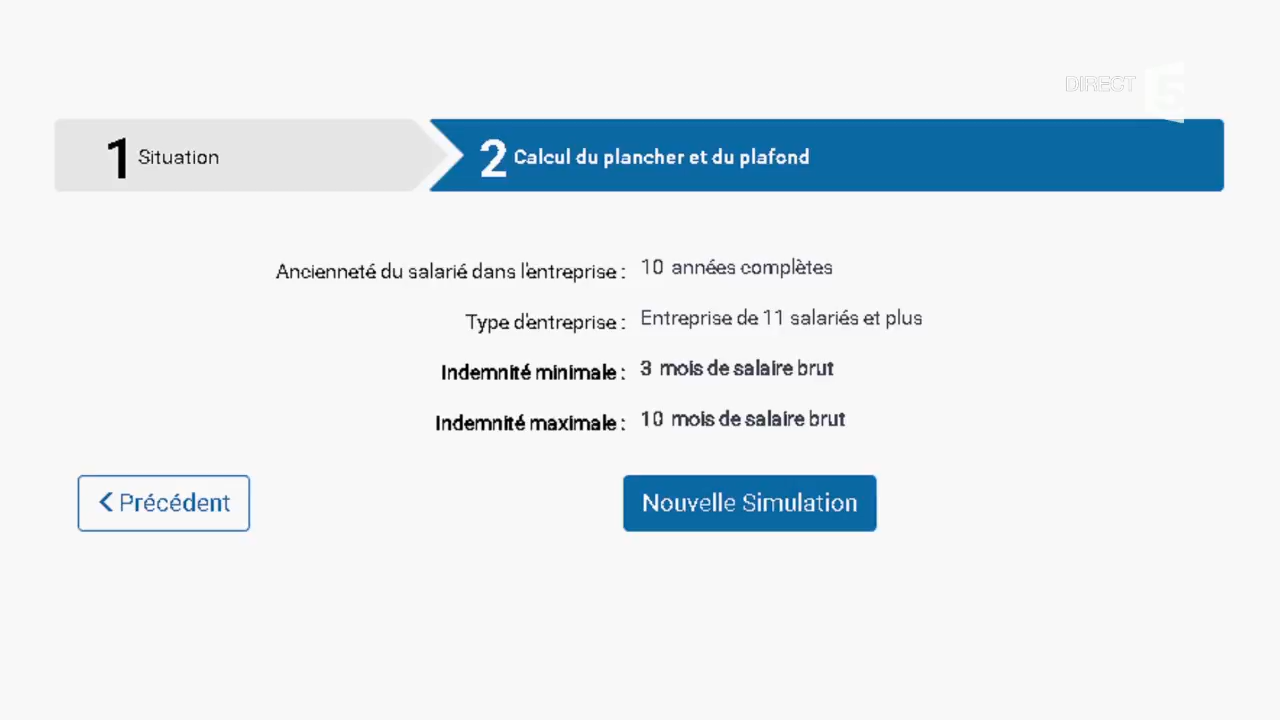 DIRECT 5
1 Situation
2 Calcul du plancher et du plafond
Ancienneté du salarié dans l'entreprise : 10 années complètes
Type d'entreprise : Entreprise de 11 salariés et plus
Indemnité minimale : 3 mois de salaire brut
Indemnité maximale : 10 mois de salaire brut
Précédent
Nouvelle Simulation